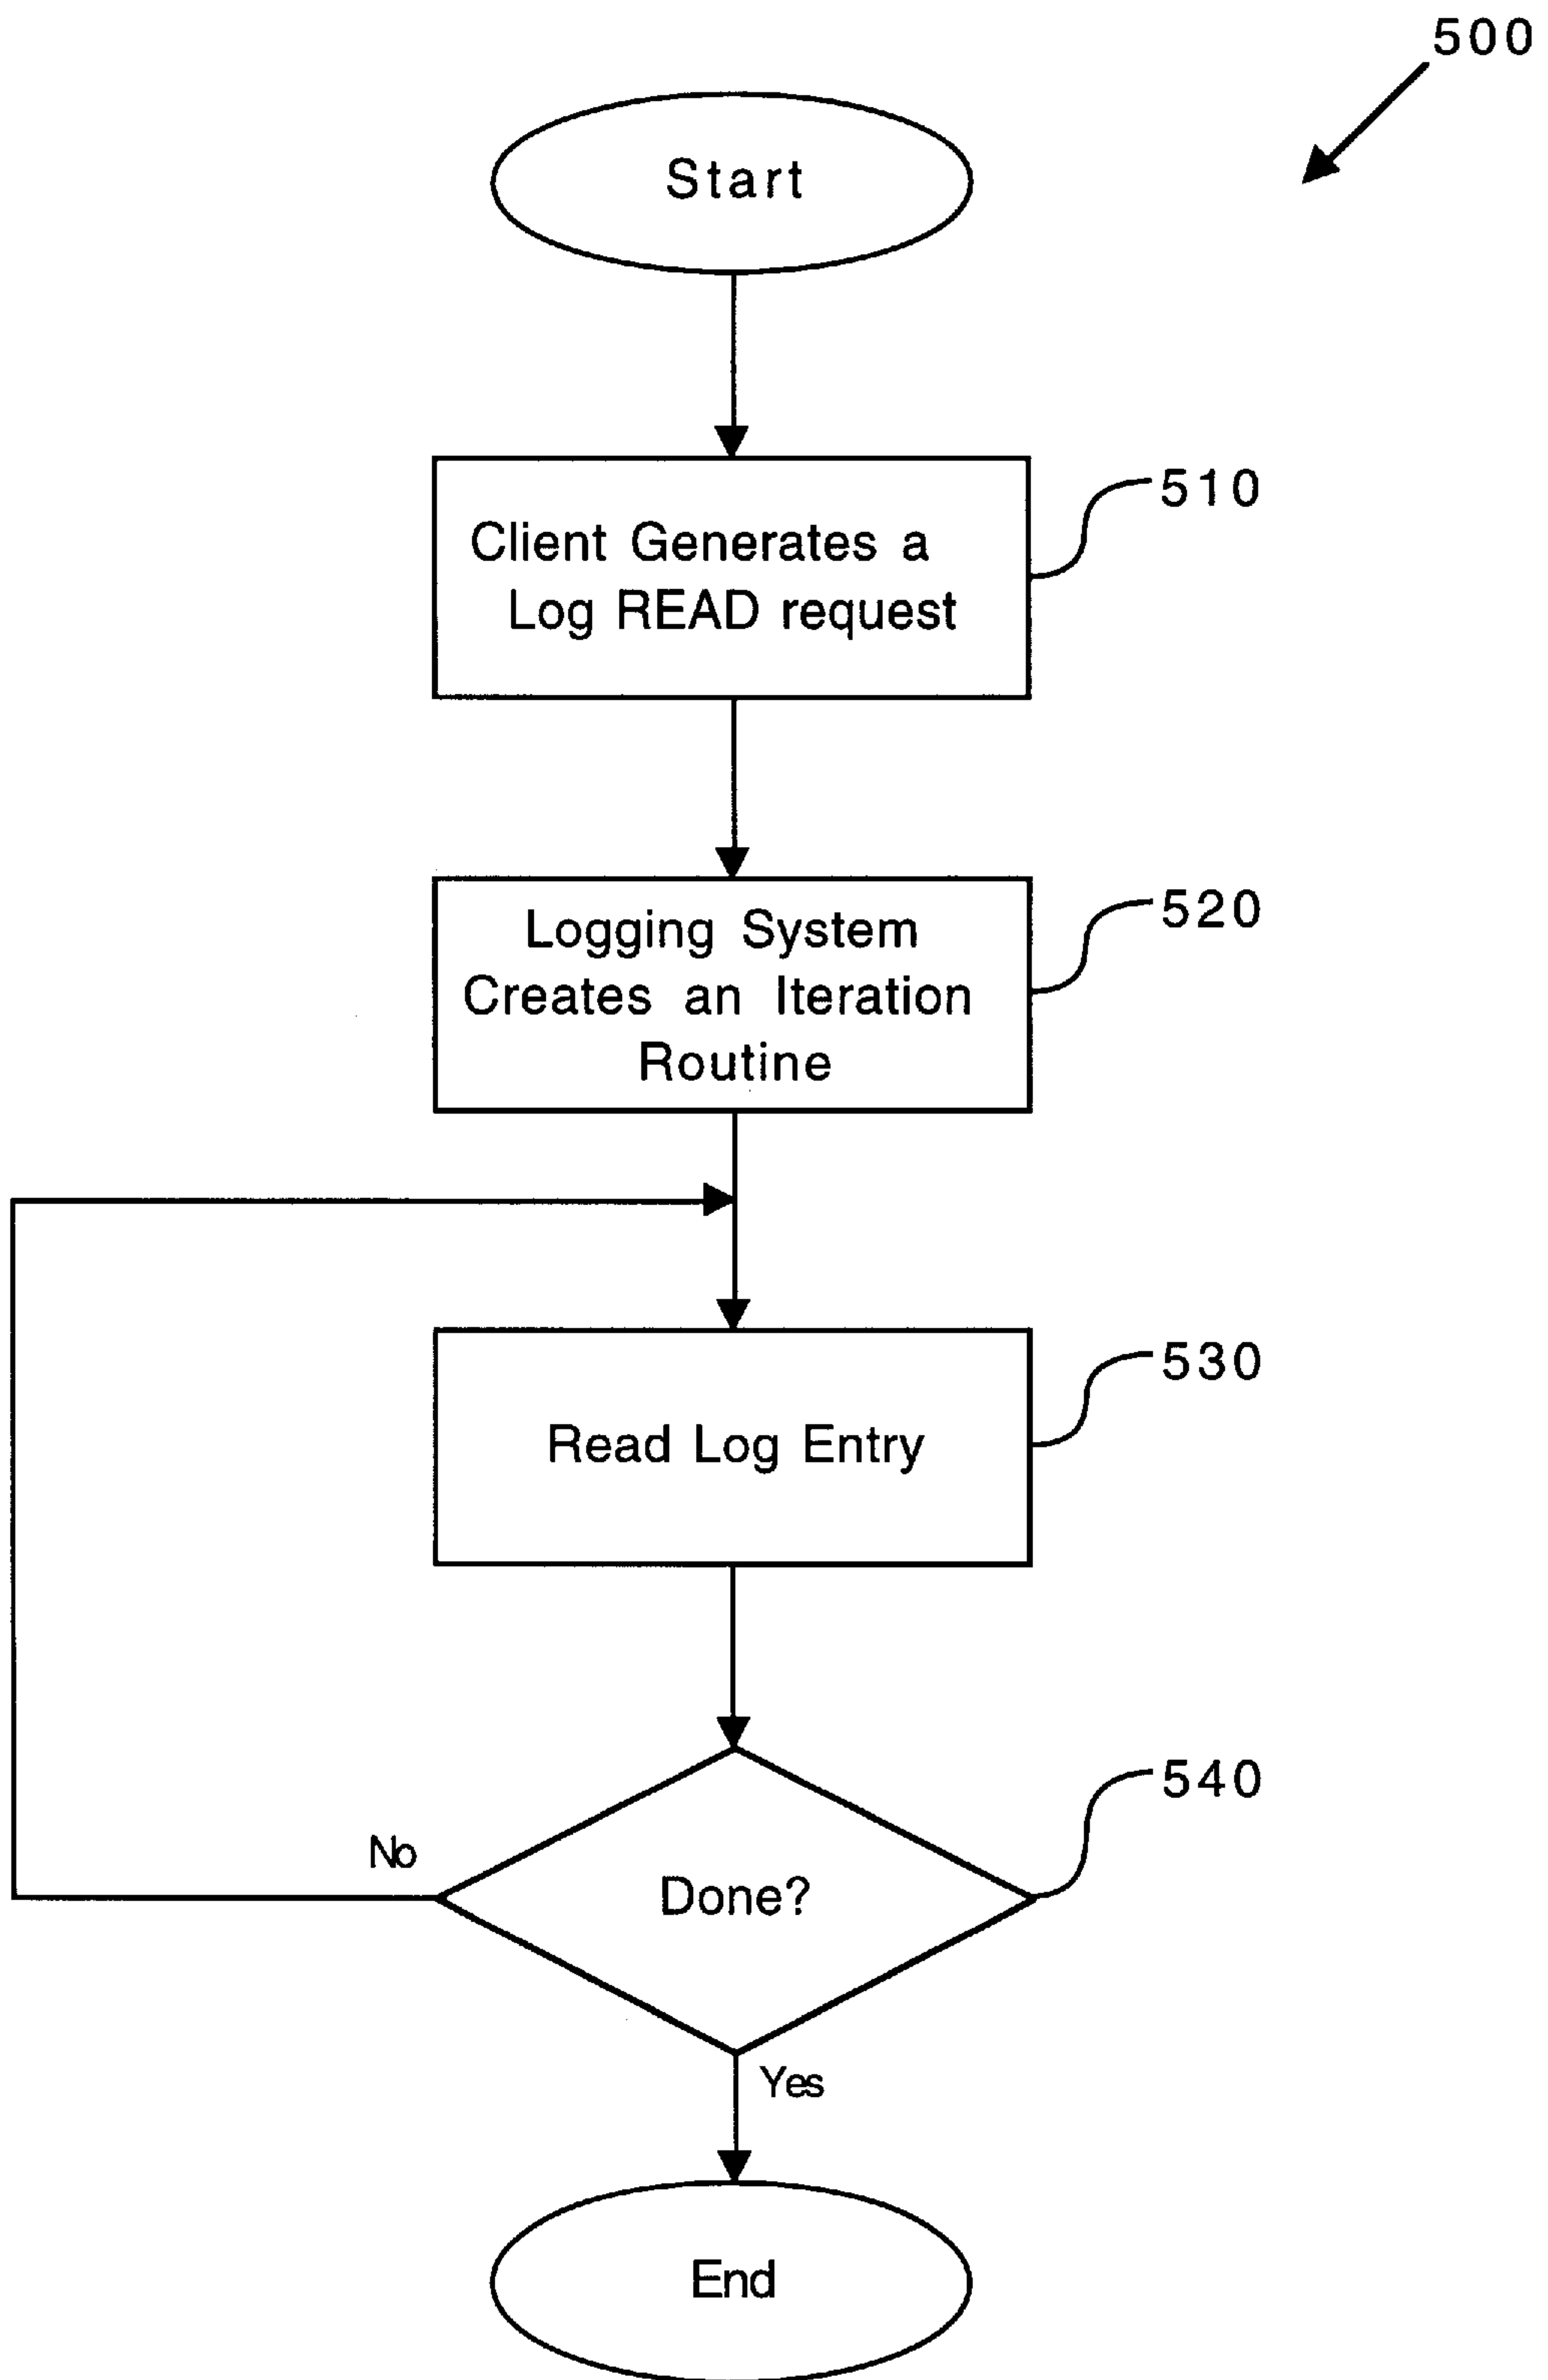 500
Start
510
Client Generates a
Log READ request
520
Logging System
Creates an Iteration
Routine
530
Read Log Entry
540
No
Done?
Yes
End